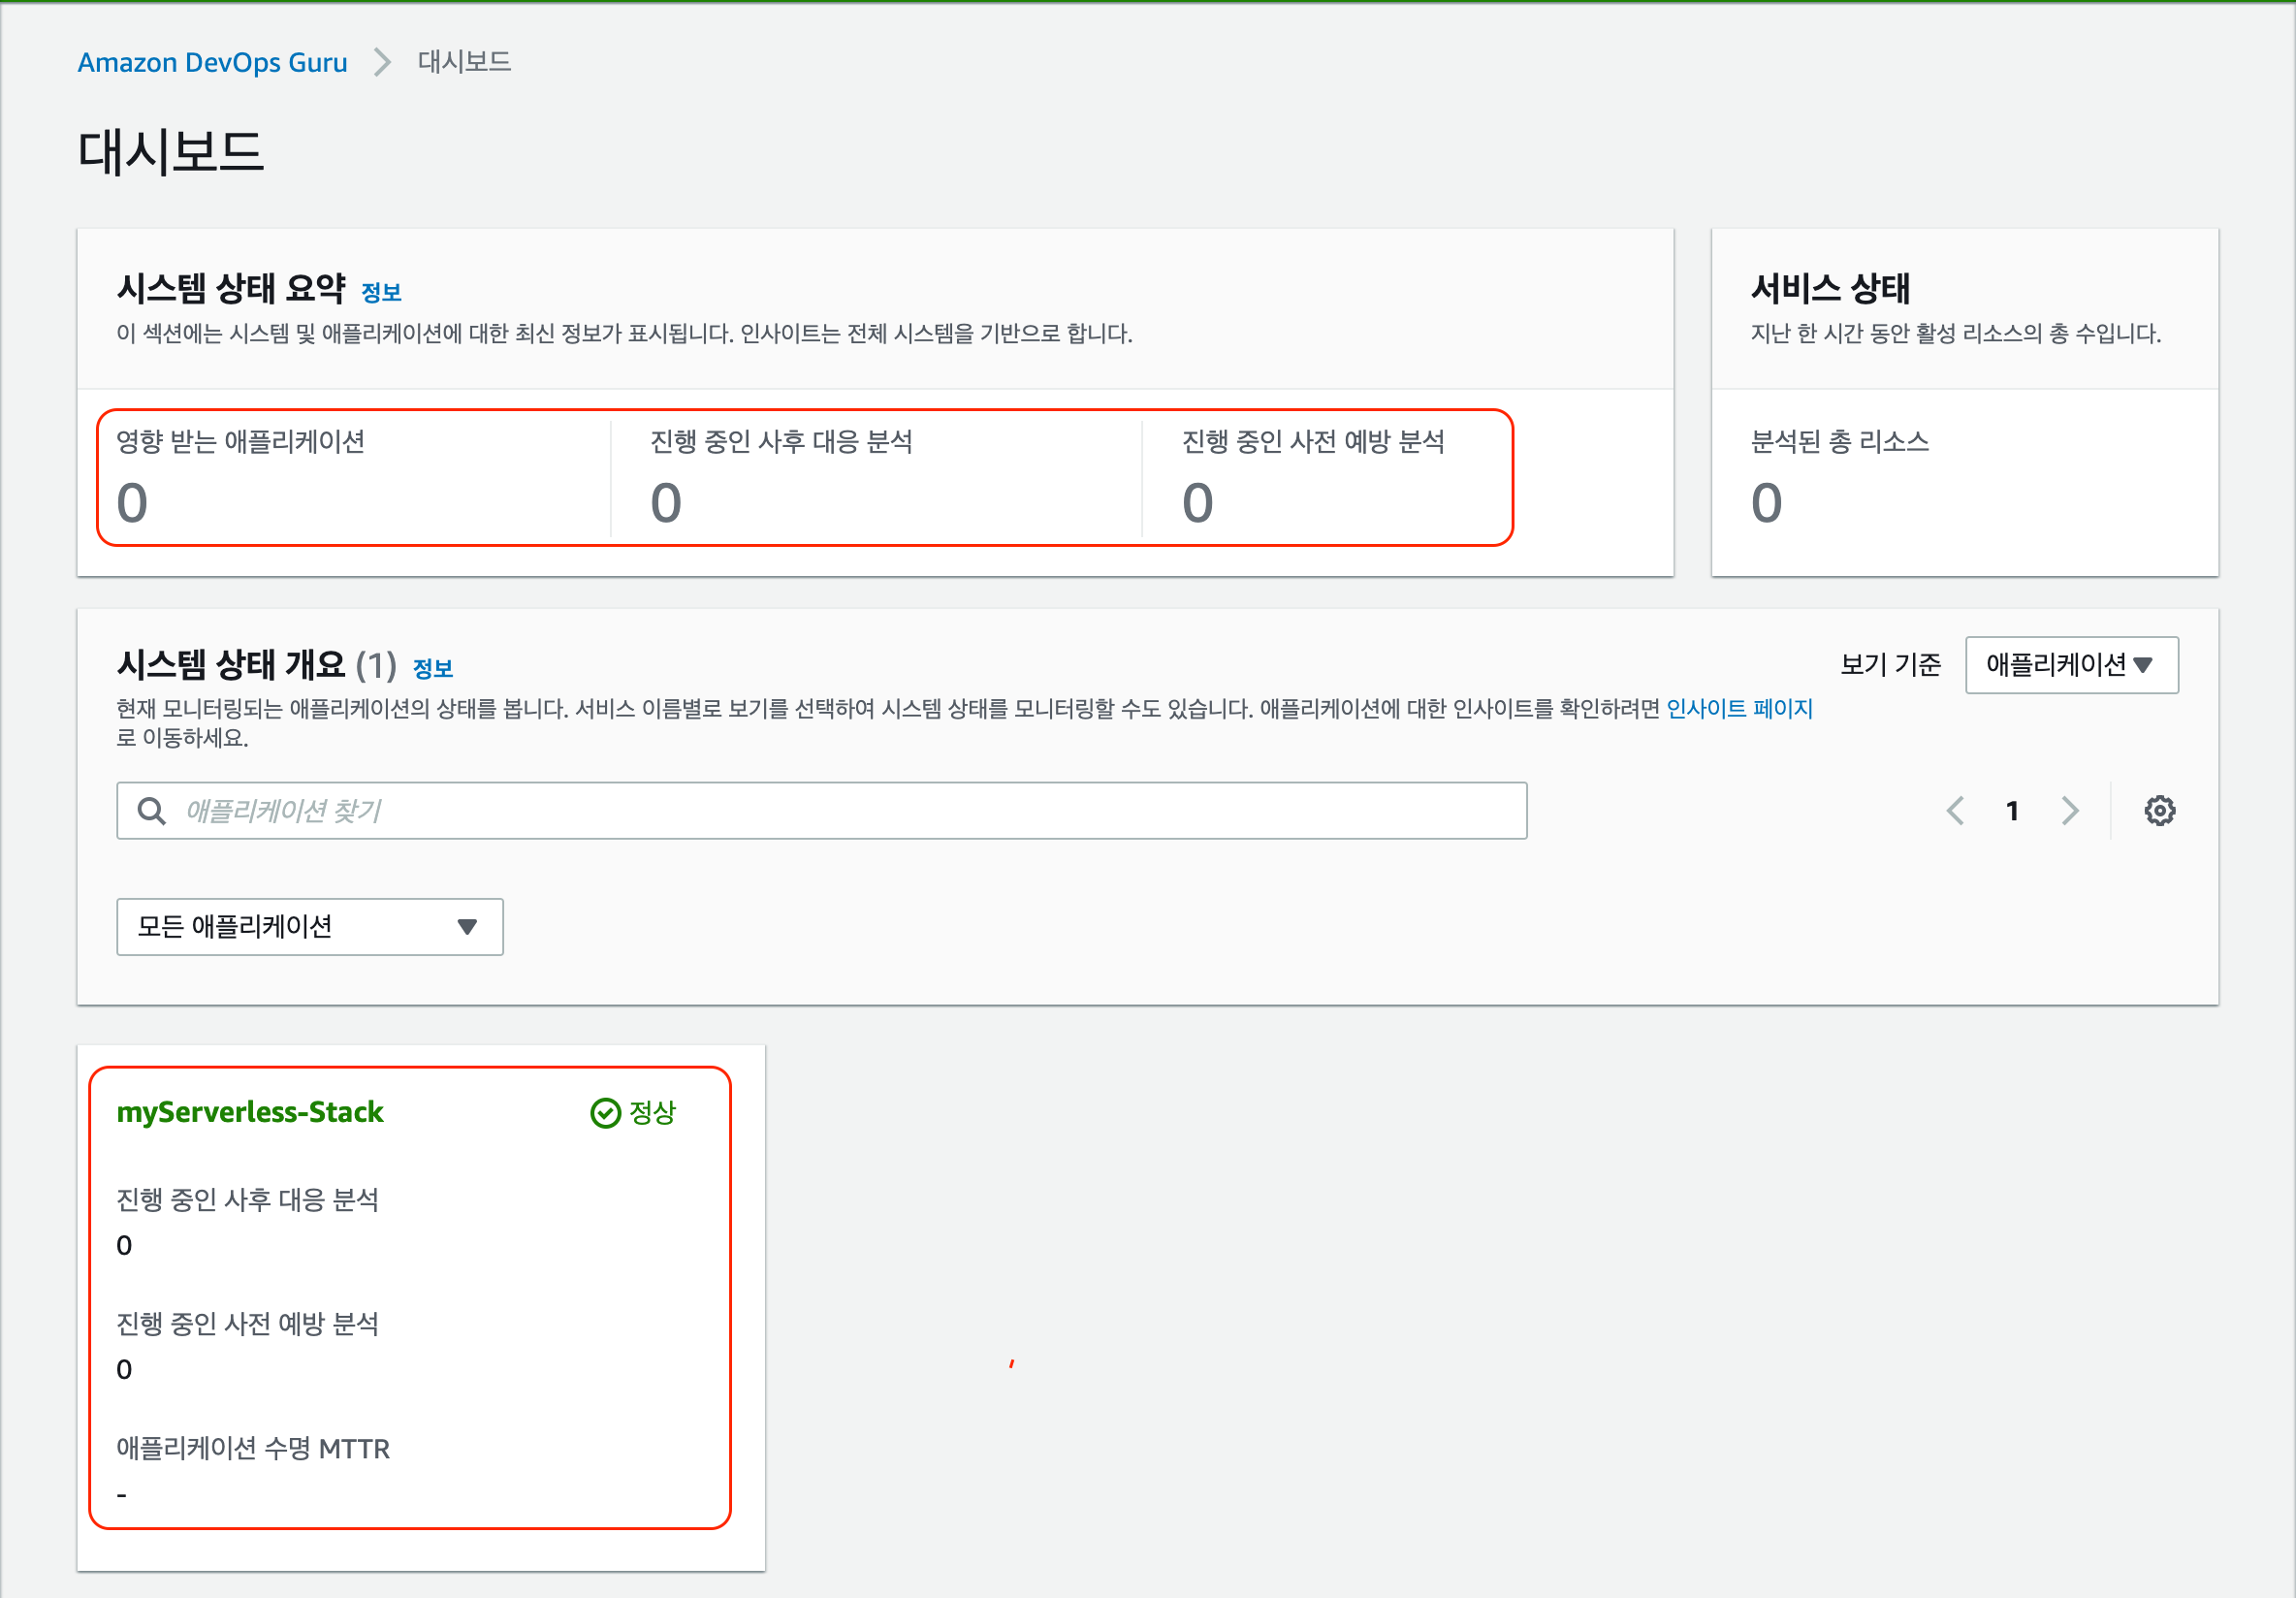 Amazon DevOps Guru > 대시보드
대시보드
시스템 상태 요약 정보
이 섹션에는 시스템 및 애플리케이션에 대한 최신 정보가 표시됩니다. 인사이트는 전체 시스템을 기반으로 합니다.
영향 받는 애플리케이션
0
진행 중인 사후 대응 분석
0
진행 중인 사전 예방 분석
0
서비스 상태
지난 한 시간 동안 활성 리소스의 총 수입니다.
분석된 총 리소스
0
시스템 상태 개요 (1) 정보
보기 기준 애플리케이션
현재 모니터링되는 애플리케이션의 상태를 봅니다. 서비스 이름별로 보기를 선택하여 시스템 상태를 모니터링할 수도 있습니다. 애플리케이션에 대한 인사이트를 확인하려면 인사이트 페이지
로 이동하세요.
애플리케이션 찾기
1
모든 애플리케이션
myServerless-Stack 정상
진행 중인 사후 대응 분석
0
진행 중인 사전 예방 분석
0
애플리케이션 수명 MTTR
-